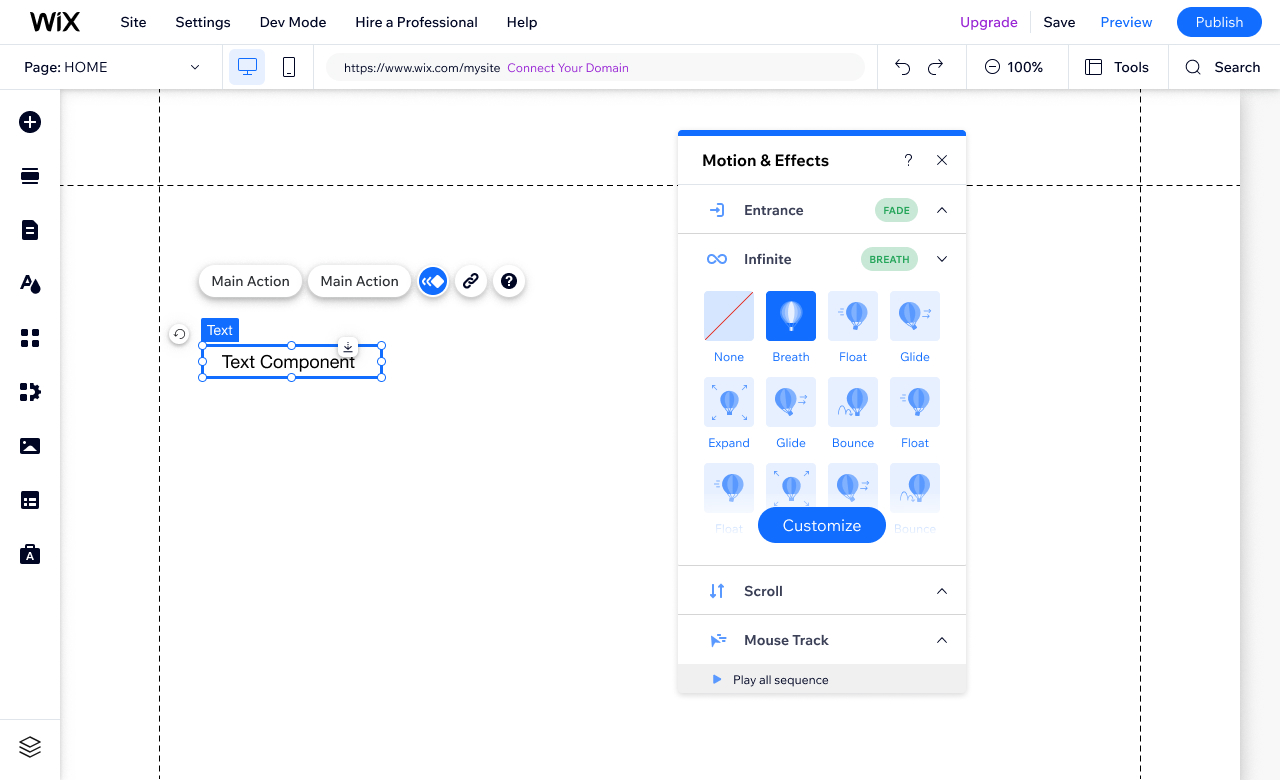 WiX Site Settings Dev Mode Hire a Professional Help Upgrade Save Preview Publish
Page: HOME https://www.wix.com/mysite Connect Your Domain 100% Tools Search
Motion & Effects ?
Entrance FADE
Infinite BREATH
Main Action Main Action ?
Text
Text Component
None Breath Float Glide
Expand Glide Bounce Float
Float Bounce
Customize
Scroll
Mouse Track
Play all sequence
A